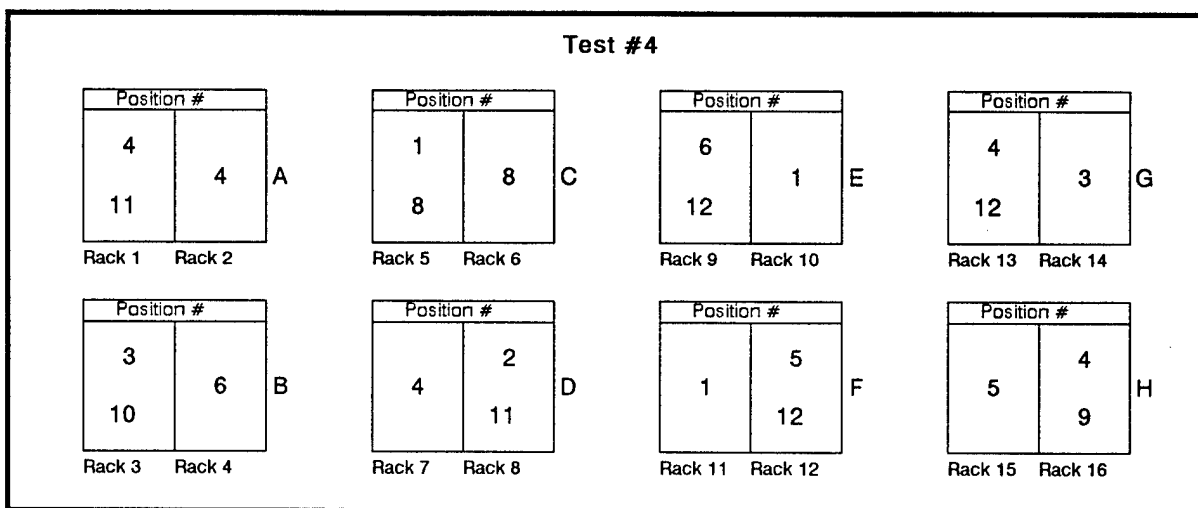 Test #4
Position # Position # Position # Position #
4 1 6 4
4 A 8 C 1 E 3 G
11 8 12 12
Rack 1 Rack 2 Rack 5 Rack 6 Rack 9 Rack 10 Rack 13 Rack 14
Position # Position # Position # Position #
3 2 5 4
6 B 4 D 1 F 5 H
10 11 12 9
Rack 3 Rack 4 Rack 7 Rack 8 Rack 11 Rack 12 Rack 15 Rack 16